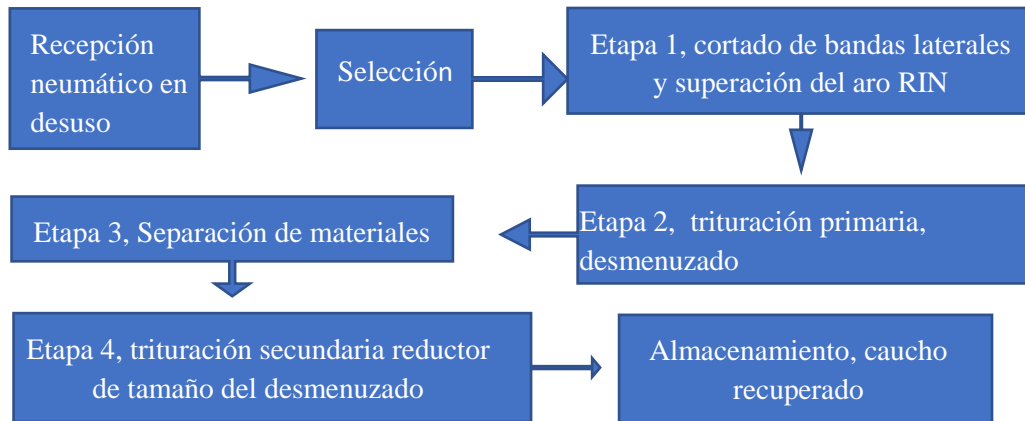 Recepción
neumático en
desuso
Selección
Etapa 1, cortado de bandas laterales
y superación del aro RIN
Etapa 2, trituración primaria,
desmenuzado
Etapa 3, Separación de materiales
Etapa 4, trituración secundaria reductor
de tamaño del desmenuzado
Almacenamiento, caucho
recuperado